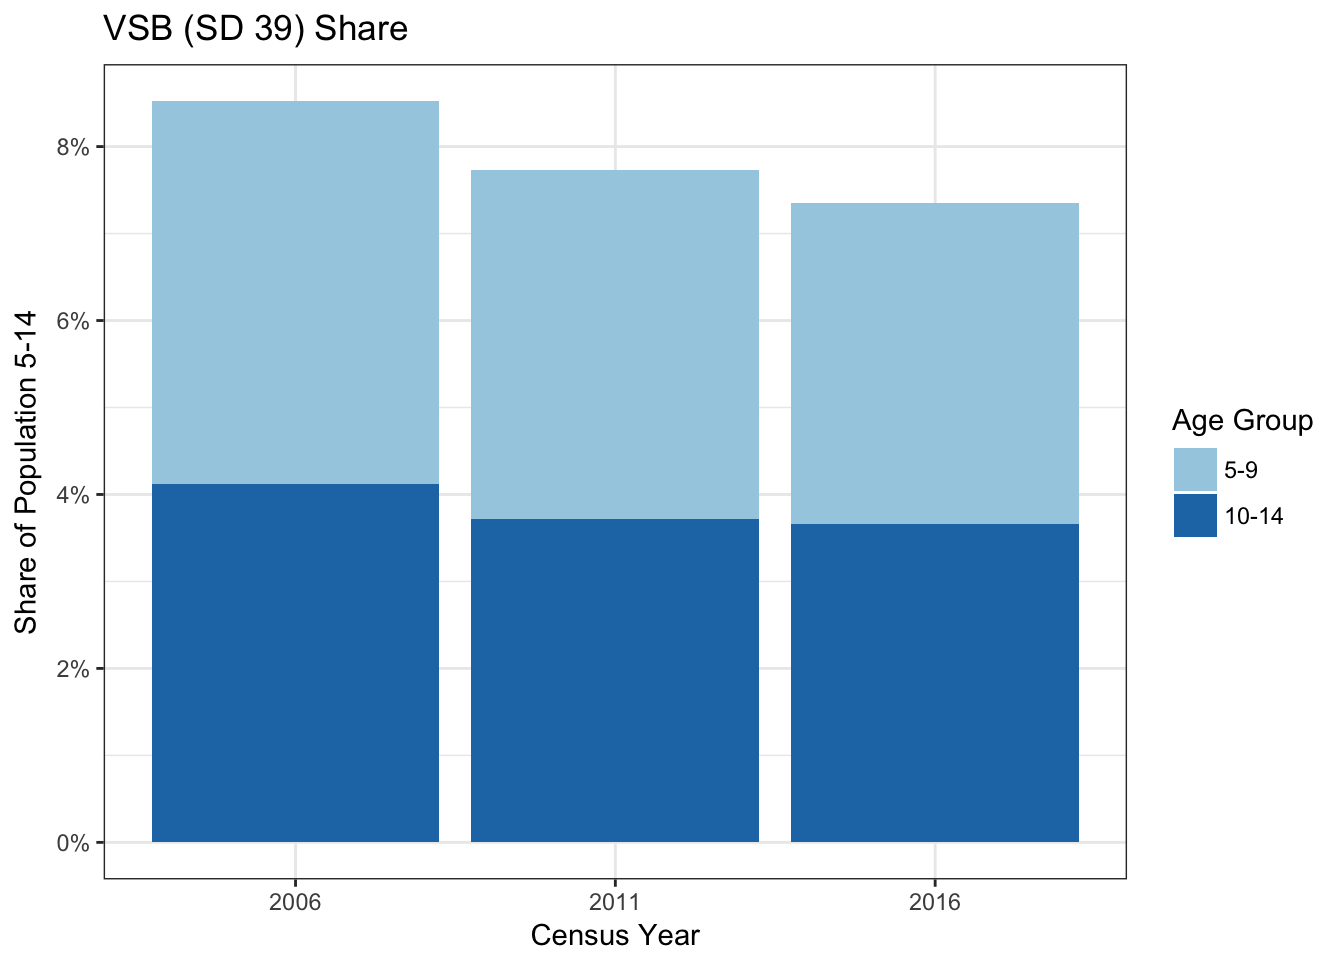 VSB (SD 39) Share
Share of Population 5-14
8%
6%
4%
2%
0%
2006
2011
2016
Census Year
Age Group
5-9
10-14